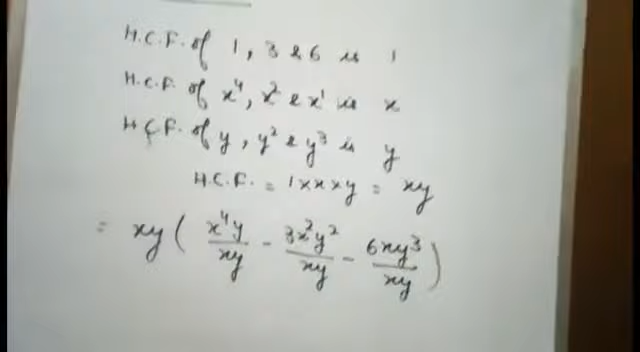 H.C.F. of 1, 3 & 6 is 1
H.C.F. of x⁴, x² & x¹ is x
H.C.F. of y, y² & y³ is y
H.C.F. = 1 × x × y = xy
= xy ( x⁴y/xy - 3x²y²/xy - 6xy³/xy )